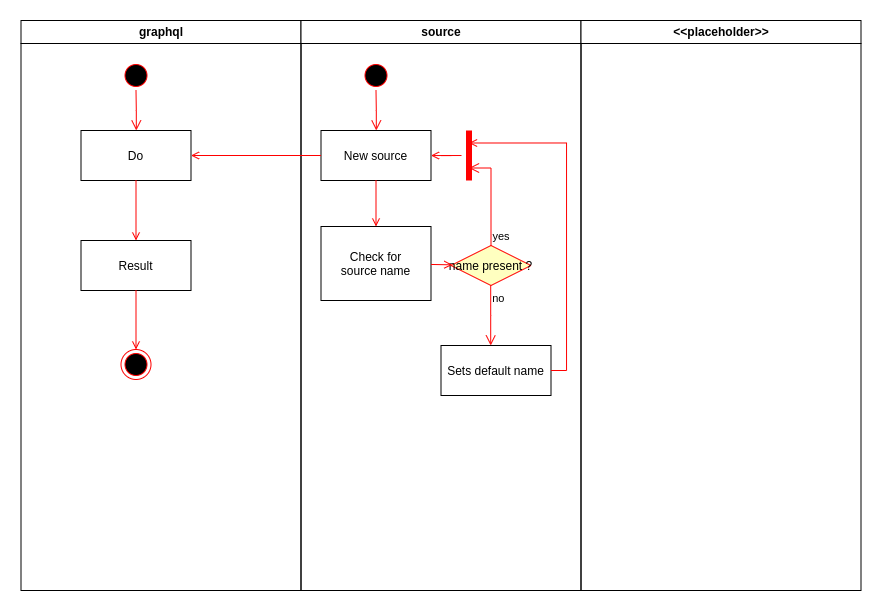 graphql
source
<<placeholder>>
Do
New source
yes
Check for
source name
name present ?
Result
no
Sets default name